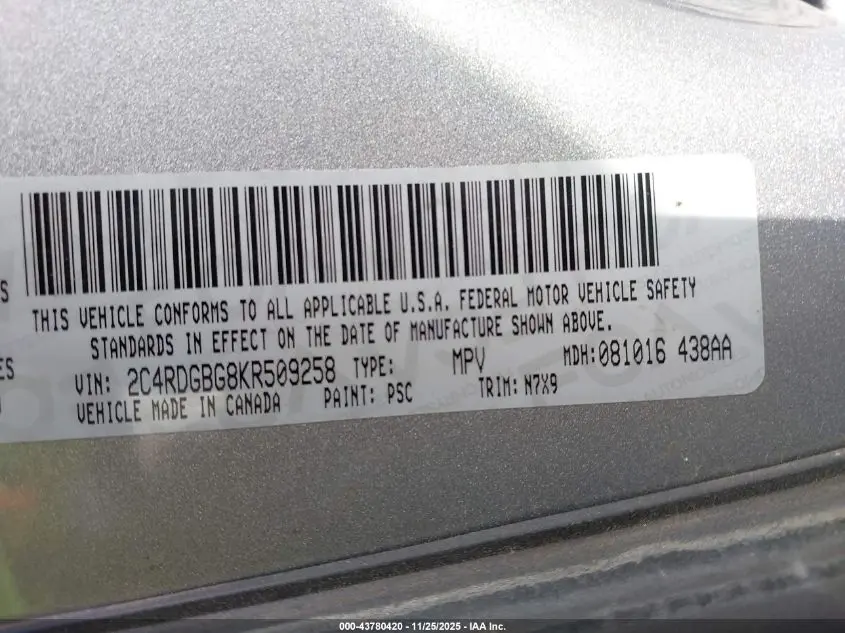 THIS VEHICLE CONFORMS TO ALL APPLICABLE U.S.A. FEDERAL MOTOR VEHICLE SAFETY
STANDARDS IN EFFECT ON THE DATE OF MANUFACTURE SHOWN ABOVE.
VIN: 2C4RDGBG8KR509258 TYPE: MPV MDH: 081016 438AA
VEHICLE MADE IN CANADA PAINT: PSC TRIM: N7X9
000-43780420 - 11/25/2025 - IAA Inc.